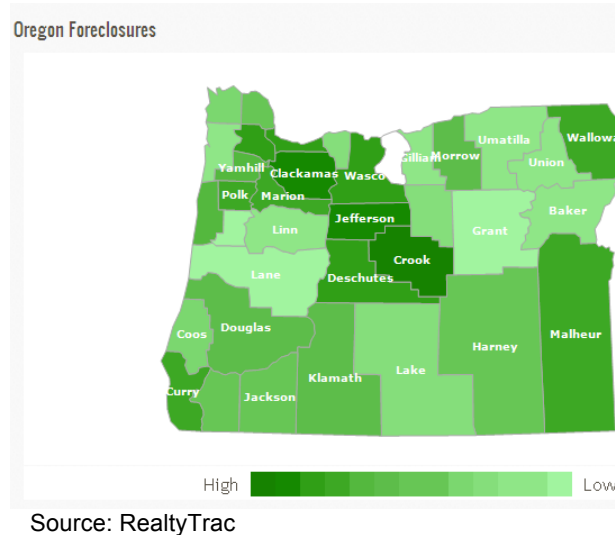 Oregon Foreclosures
Umatilla
Wallowa
Gilliam
Morrow
Union
Yamhill
Clackamas
Wasco
Polk
Marion
Baker
Jefferson
Linn
Grant
Crook
Lane
Deschutes
Coos
Douglas
Malheur
Harney
Lake
Klamath
Curry
Jackson
High
Low
Source: RealtyTrac